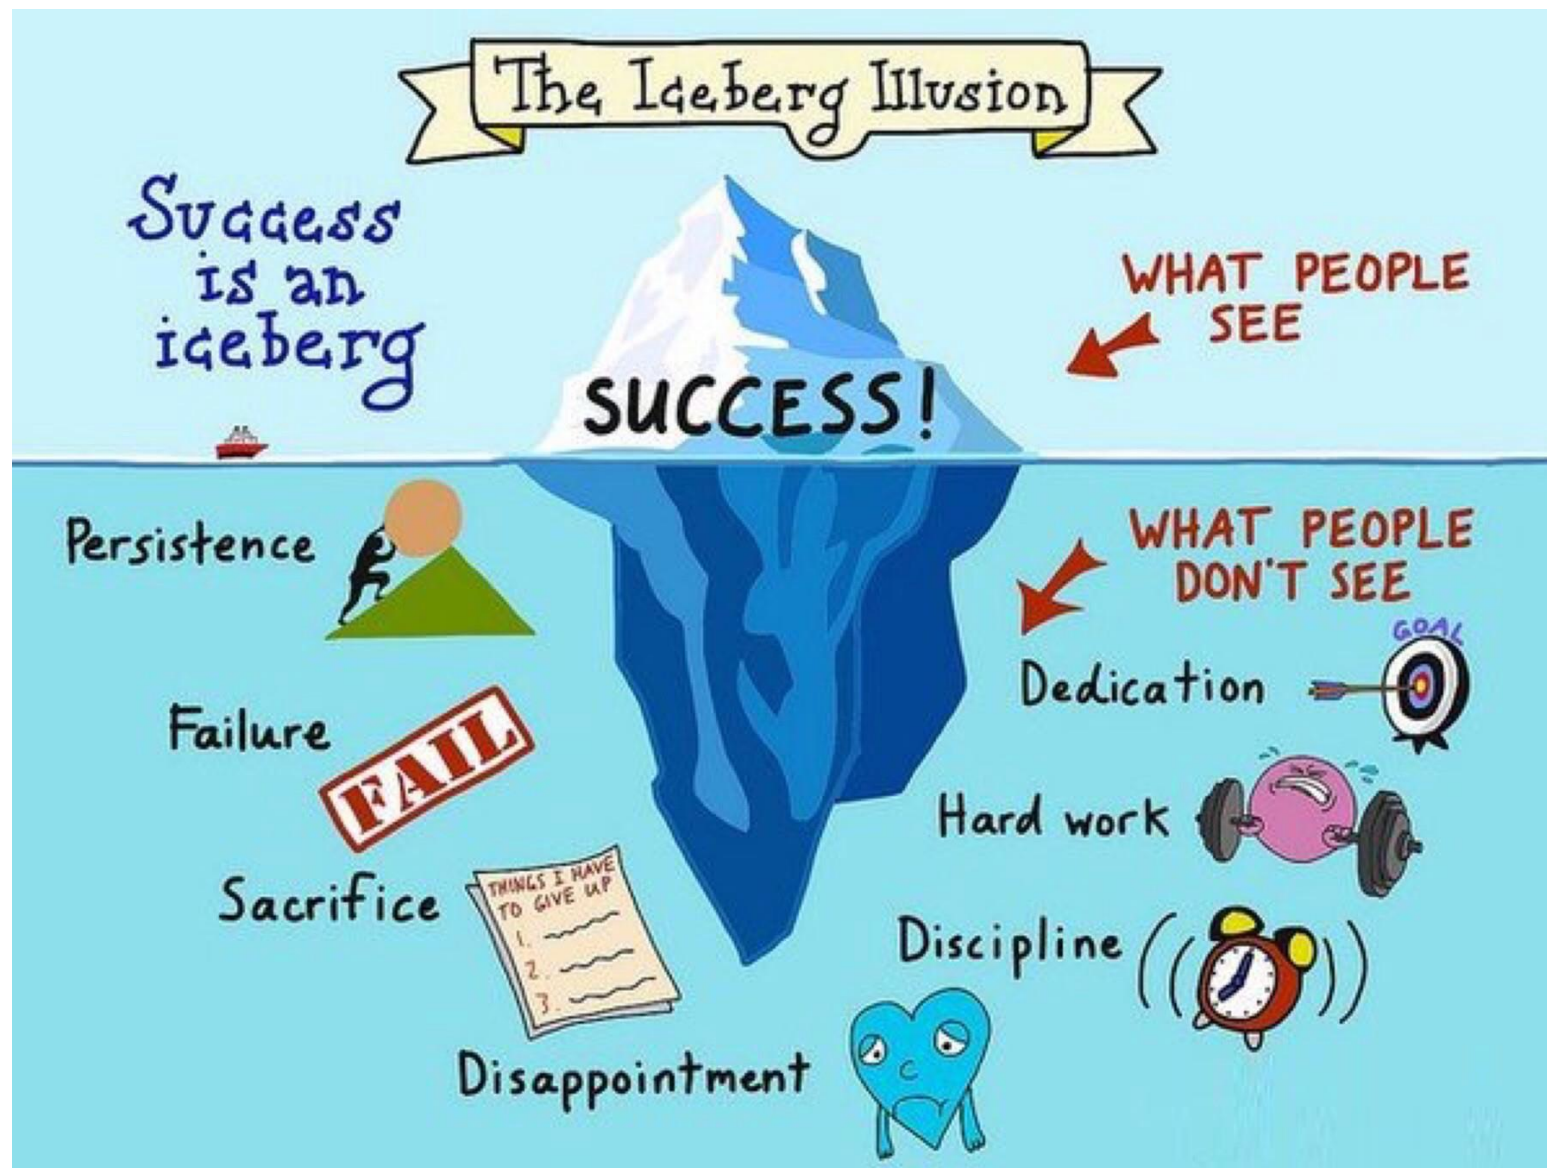 The Iceberg Illusion
Success
is an
iceberg
WHAT PEOPLE
SEE
SUCCESS!
WHAT PEOPLE
DON'T SEE
Persistence
GOAL
Dedication
Failure
FAIL
Hard work
Sacrifice
THINGS I HAVE
TO GIVE UP
1.
2.
3.
Discipline
Disappointment